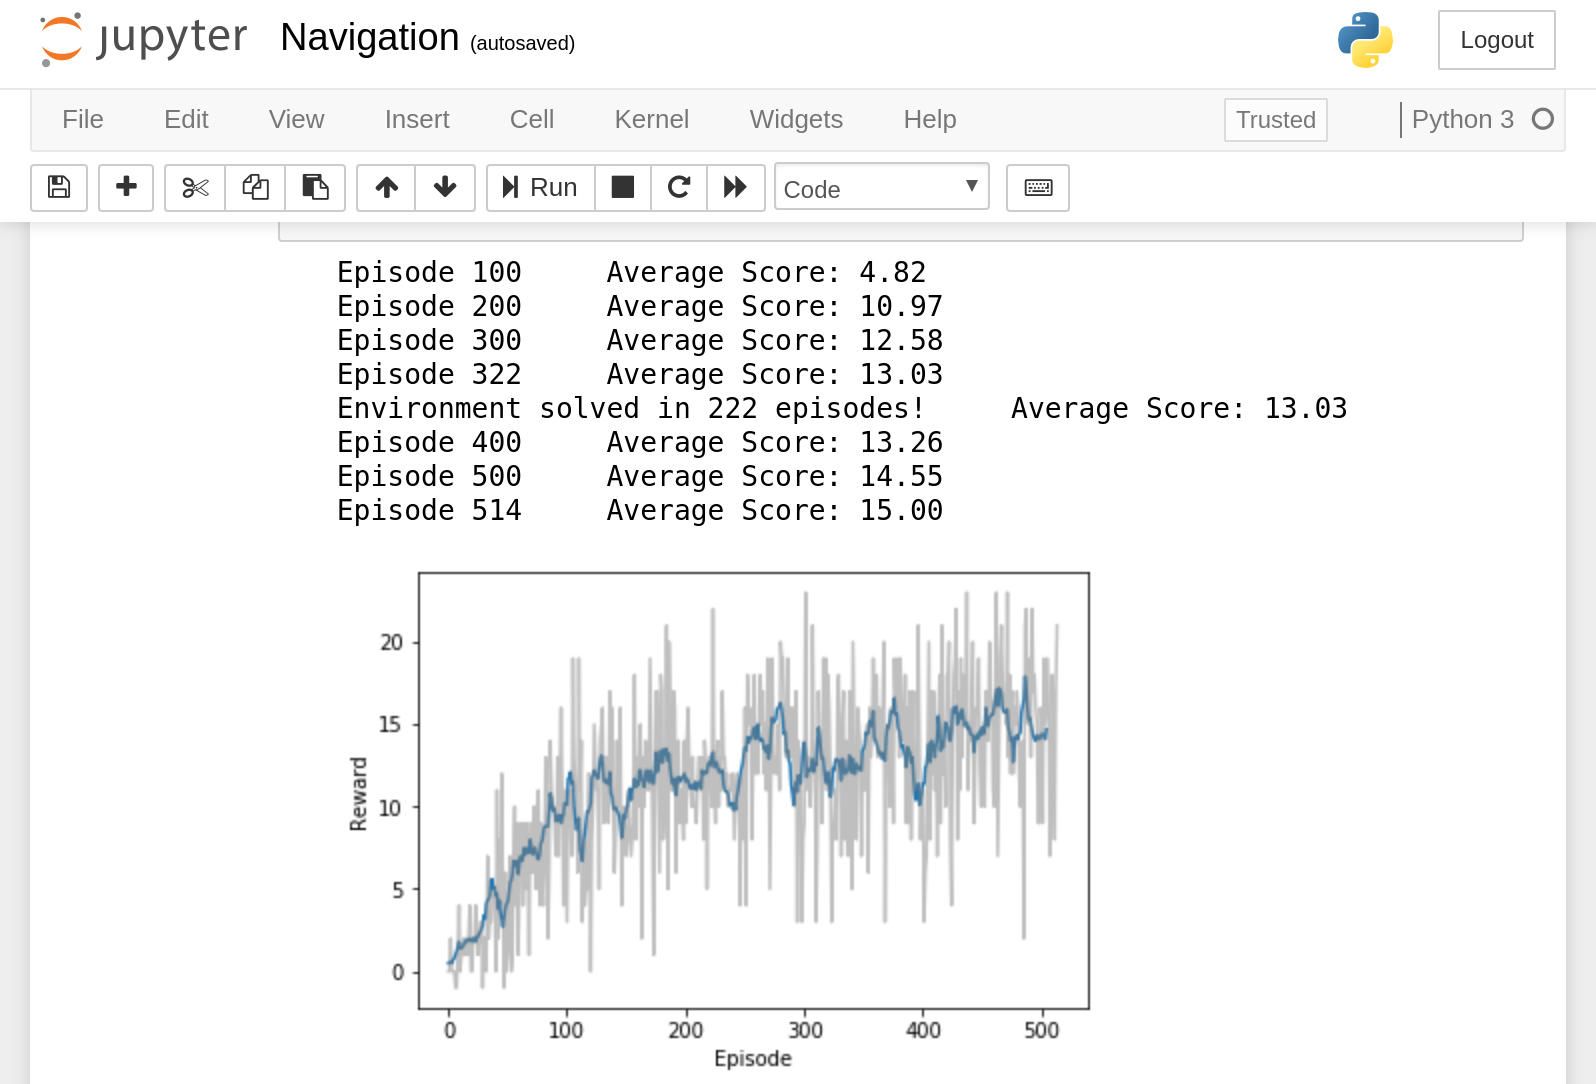 jupyter Navigation (autosaved) Logout
File Edit View Insert Cell Kernel Widgets Help Trusted Python 3
Run Code
Episode 100 Average Score: 4.82
Episode 200 Average Score: 10.97
Episode 300 Average Score: 12.58
Episode 322 Average Score: 13.03
Environment solved in 222 episodes! Average Score: 13.03
Episode 400 Average Score: 13.26
Episode 500 Average Score: 14.55
Episode 514 Average Score: 15.00
20
15
10
5
0
Reward
0 100 200 300 400 500
Episode